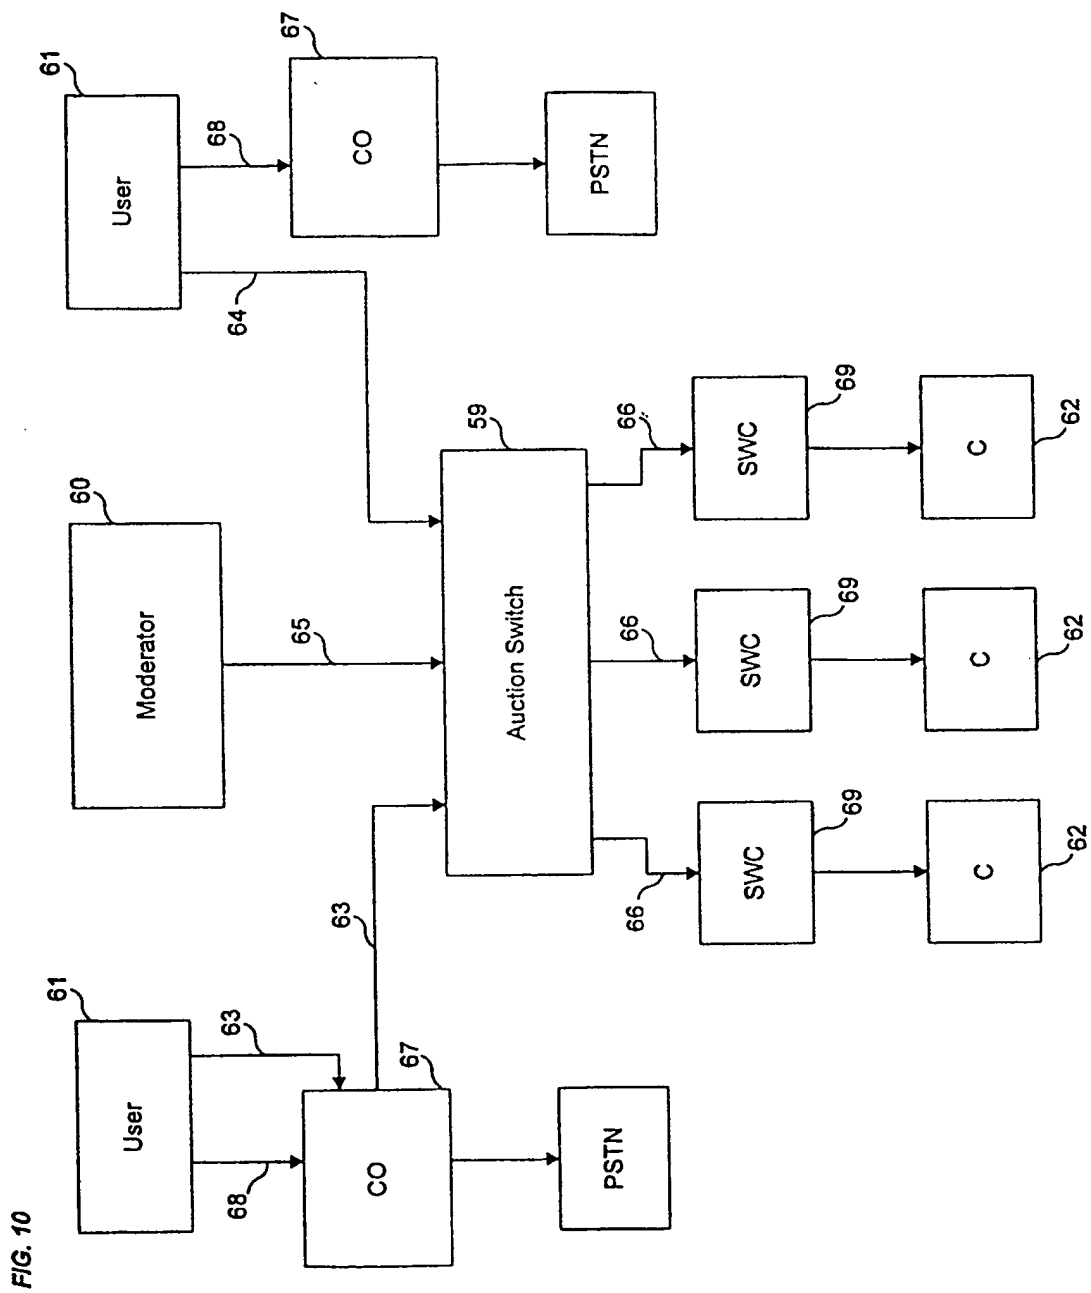 FIG. 10
61
User
68
63
CO
67
PSTN
63
60
Moderator
65
61
User
64
68
67
CO
PSTN
59
Auction Switch
66
66
66
SWC
69
SWC
69
SWC
69
C
62
C
62
C
62